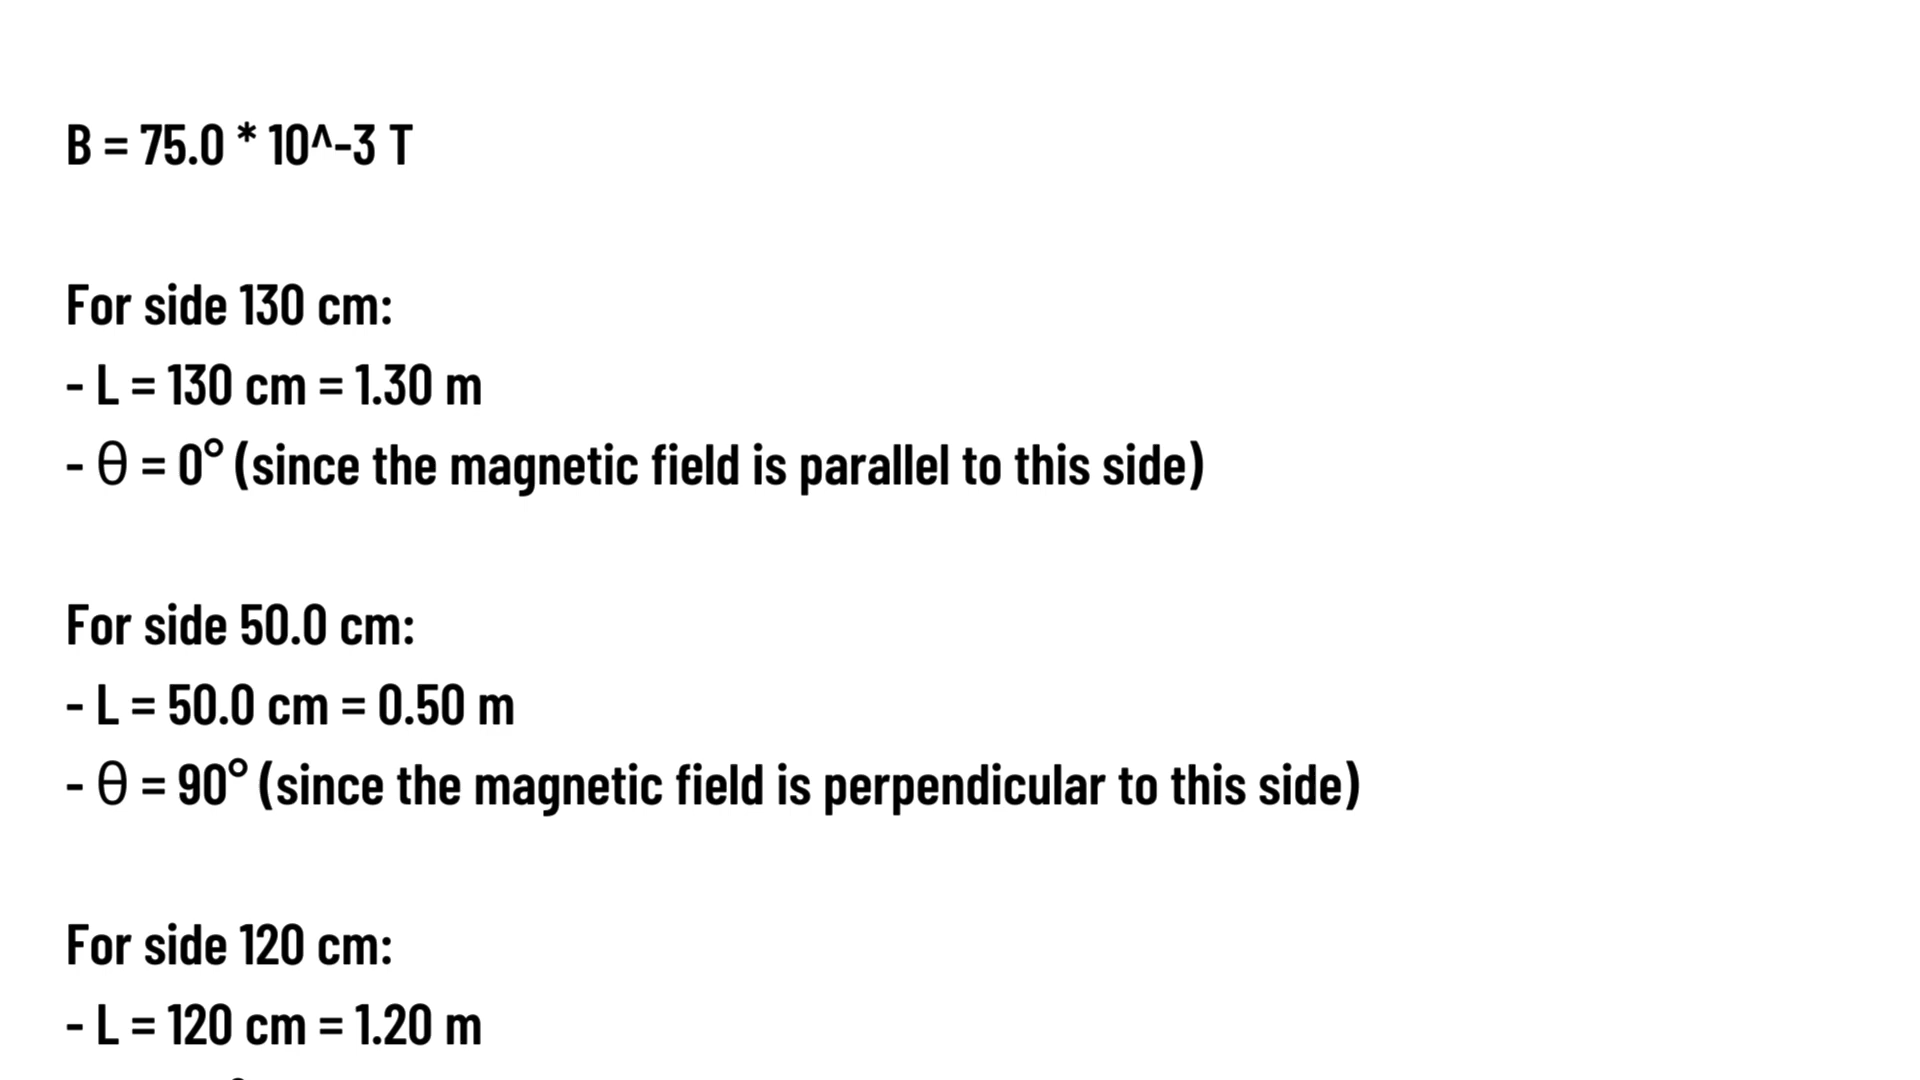 B = 75.0 * 10^-3 T
For side 130 cm:
- L = 130 cm = 1.30 m
- θ = 0° (since the magnetic field is parallel to this side)
For side 50.0 cm:
- L = 50.0 cm = 0.50 m
- θ = 90° (since the magnetic field is perpendicular to this side)
For side 120 cm:
- L = 120 cm = 1.20 m